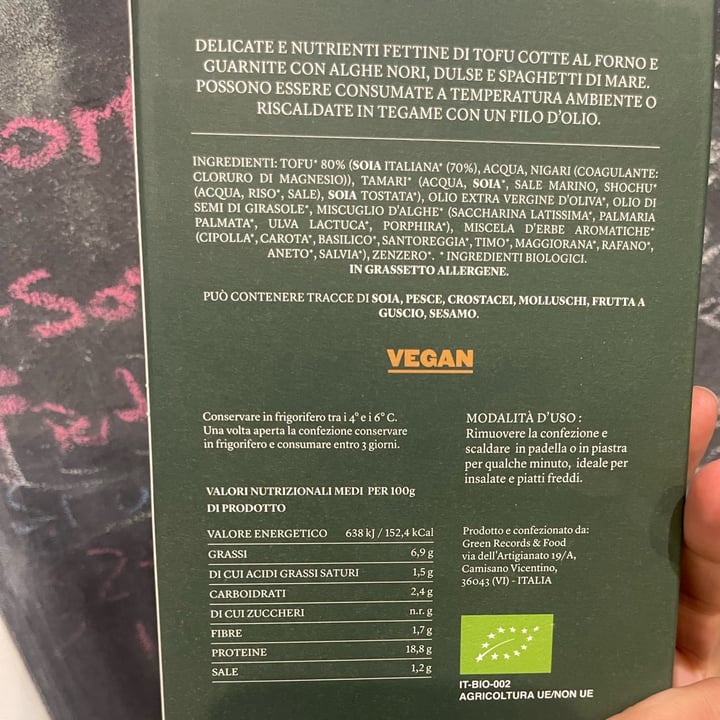 DELICATE E NUTRIENTI FETTINE DI TOFU COTTE AL FORNO E
GUARNITE CON ALGHE NORI, DULSE E SPAGHETTI DI MARE.
POSSONO ESSERE CONSUMATE A TEMPERATURA AMBIENTE O
RISCALDATE IN TEGAME CON UN FILO D'OLIO.
INGREDIENTI: TOFU* 80% (SOIA ITALIANA* (70%), ACQUA, NIGARI (COAGULANTE:
CLORURO DI MAGNESIO)), TAMARI* (ACQUA, SOIA*, SALE MARINO, SHOCHU*
(ACQUA, RISO*, SALE), SOIA TOSTATA*), OLIO EXTRA VERGINE D'OLIVA*, OLIO DI
SEMI DI GIRASOLE*, MISCUGLIO D'ALGHE* (SACCHARINA LATISSIMA*, PALMARIA
PALMATA*, ULVA LACTUCA*, PORPHIRA*), MISCELA D'ERBE AROMATICHE*
(CIPOLLA*, CAROTA*, BASILICO*, SANTOREGGIA*, TIMO*, MAGGIORANA*, RAFANO*,
ANETO*, SALVIA*), ZENZERO*. * INGREDIENTI BIOLOGICI.
IN GRASSETTO ALLERGENE.
PUÒ CONTENERE TRACCE DI SOIA, PESCE, CROSTACEI, MOLLUSCHI, FRUTTA A
GUSCIO, SESAMO.
VEGAN
Conservare in frigorifero tra i 4° e i 6° C.
Una volta aperta la confezione conservare
in frigorifero e consumare entro 3 giorni.
MODALITÀ D'USO :
Rimuovere la confezione e
scaldare in padella o in piastra
per qualche minuto, ideale per
insalate e piatti freddi.
VALORI NUTRIZIONALI MEDI PER 100g
DI PRODOTTO
VALORE ENERGETICO 638 kJ / 152,4 kCal
GRASSI 6,9 g
DI CUI ACIDI GRASSI SATURI 1,5 g
CARBOIDRATI 2,4 g
DI CUI ZUCCHERI n.r. g
FIBRE 1,7 g
PROTEINE 18,8 g
SALE 1,2 g
Prodotto e confezionato da:
Green Records & Food
via dell'Artigianato 19/A,
Camisano Vicentino,
36043 (VI) - ITALIA
IT-BIO-002
AGRICOLTURA UE/NON UE